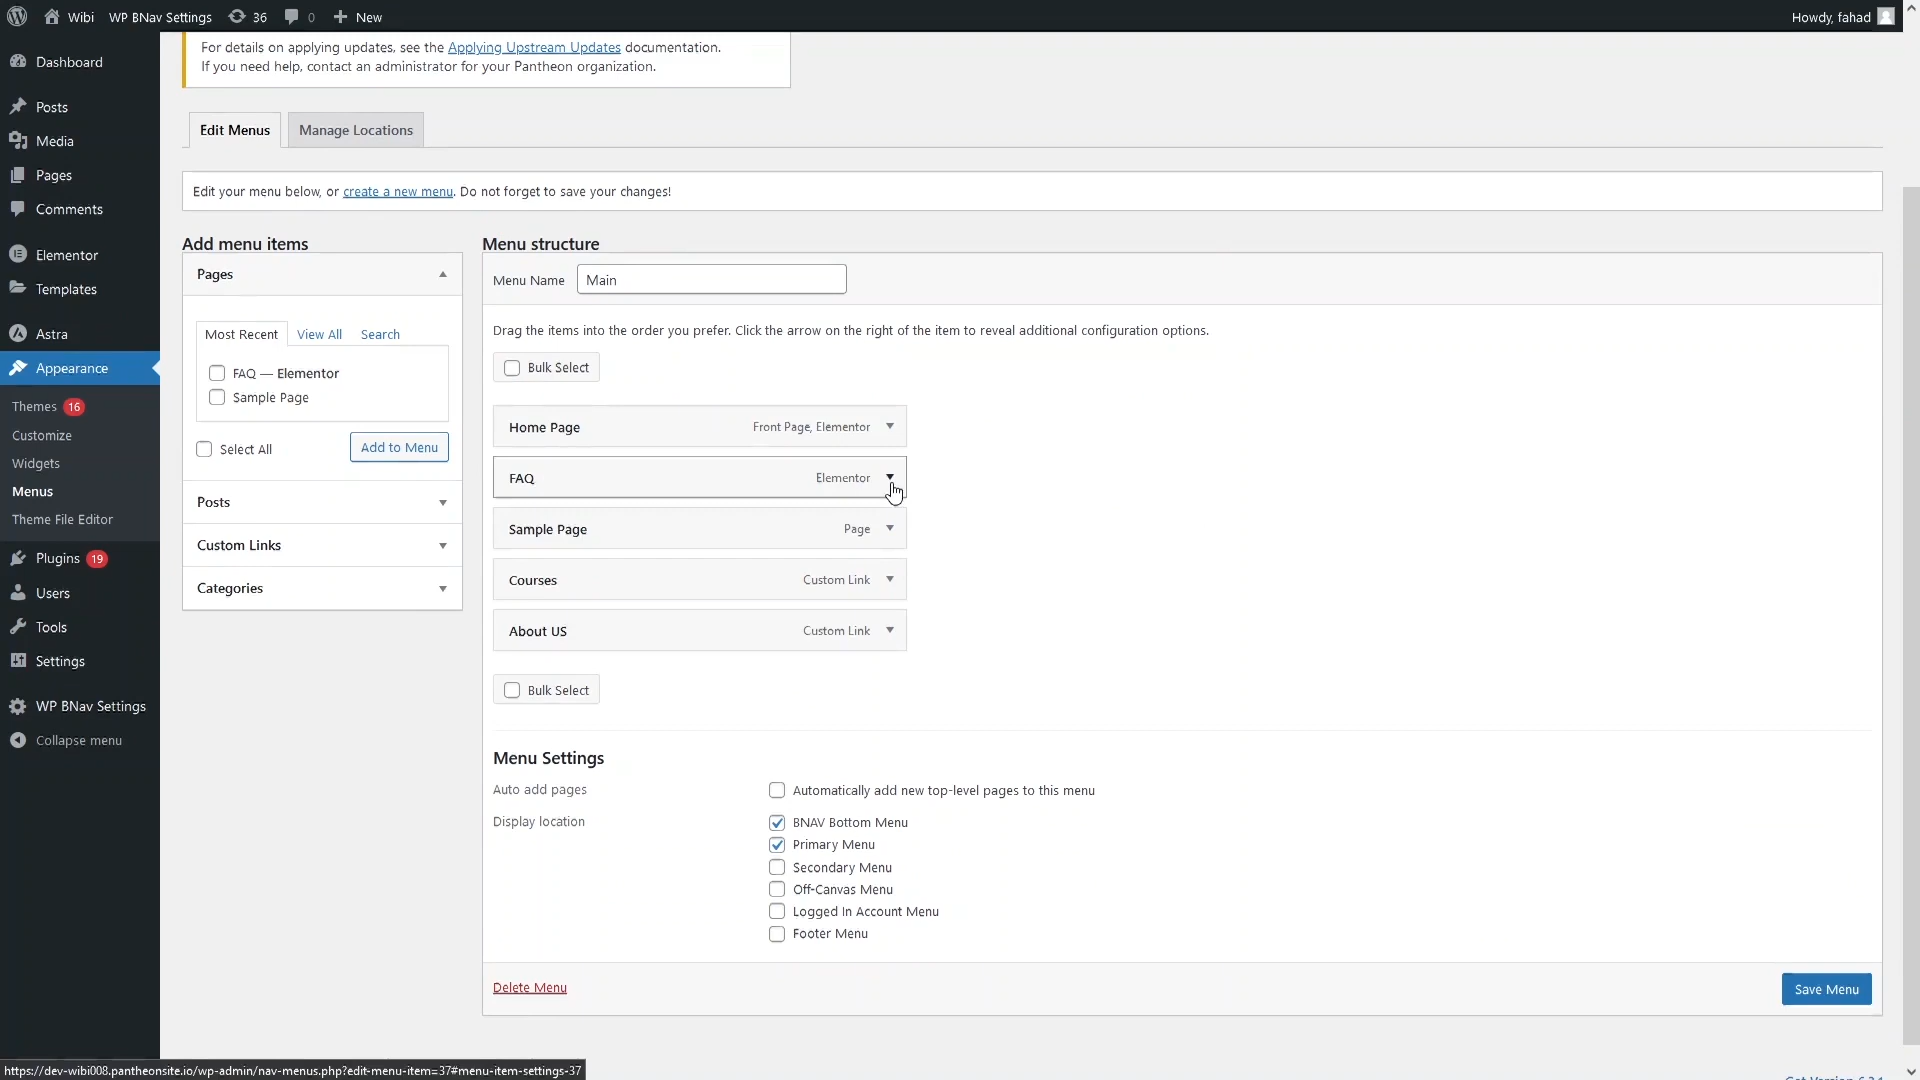 Wibi
WP BNav Settings
36
0
New
Howdy, fahad
Dashboard
Posts
Media
Pages
Comments
Elementor
Templates
Astra
Appearance
Themes 16
Customize
Widgets
Menus
Theme File Editor
Plugins 19
Users
Tools
Settings
WP BNav Settings
Collapse menu
For details on applying updates, see the Applying Upstream Updates documentation.
If you need help, contact an administrator for your Pantheon organization.
Edit Menus
Manage Locations
Edit your menu below, or create a new menu. Do not forget to save your changes!
Add menu items
Pages
Most Recent
View All
Search
FAQ — Elementor
Sample Page
Select All
Add to Menu
Posts
Custom Links
Categories
Menu structure
Menu Name
Main
Drag the items into the order you prefer. Click the arrow on the right of the item to reveal additional configuration options.
Bulk Select
Home Page
Front Page, Elementor
FAQ
Elementor
Sample Page
Page
Courses
Custom Link
About US
Custom Link
Bulk Select
Menu Settings
Auto add pages
Automatically add new top-level pages to this menu
Display location
BNAV Bottom Menu
Primary Menu
Secondary Menu
Off-Canvas Menu
Logged In Account Menu
Footer Menu
Delete Menu
Save Menu
https://dev-wibi008.pantheonsite.io/wp-admin/nav-menus.php?edit-menu-item=37#menu-item-settings-37